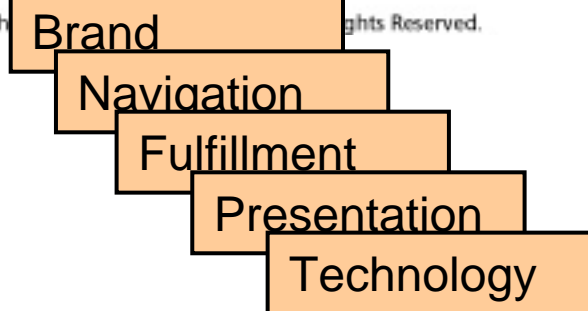 ghts Reserved.
Brand
Navigation
Fulfillment
Presentation
Technology